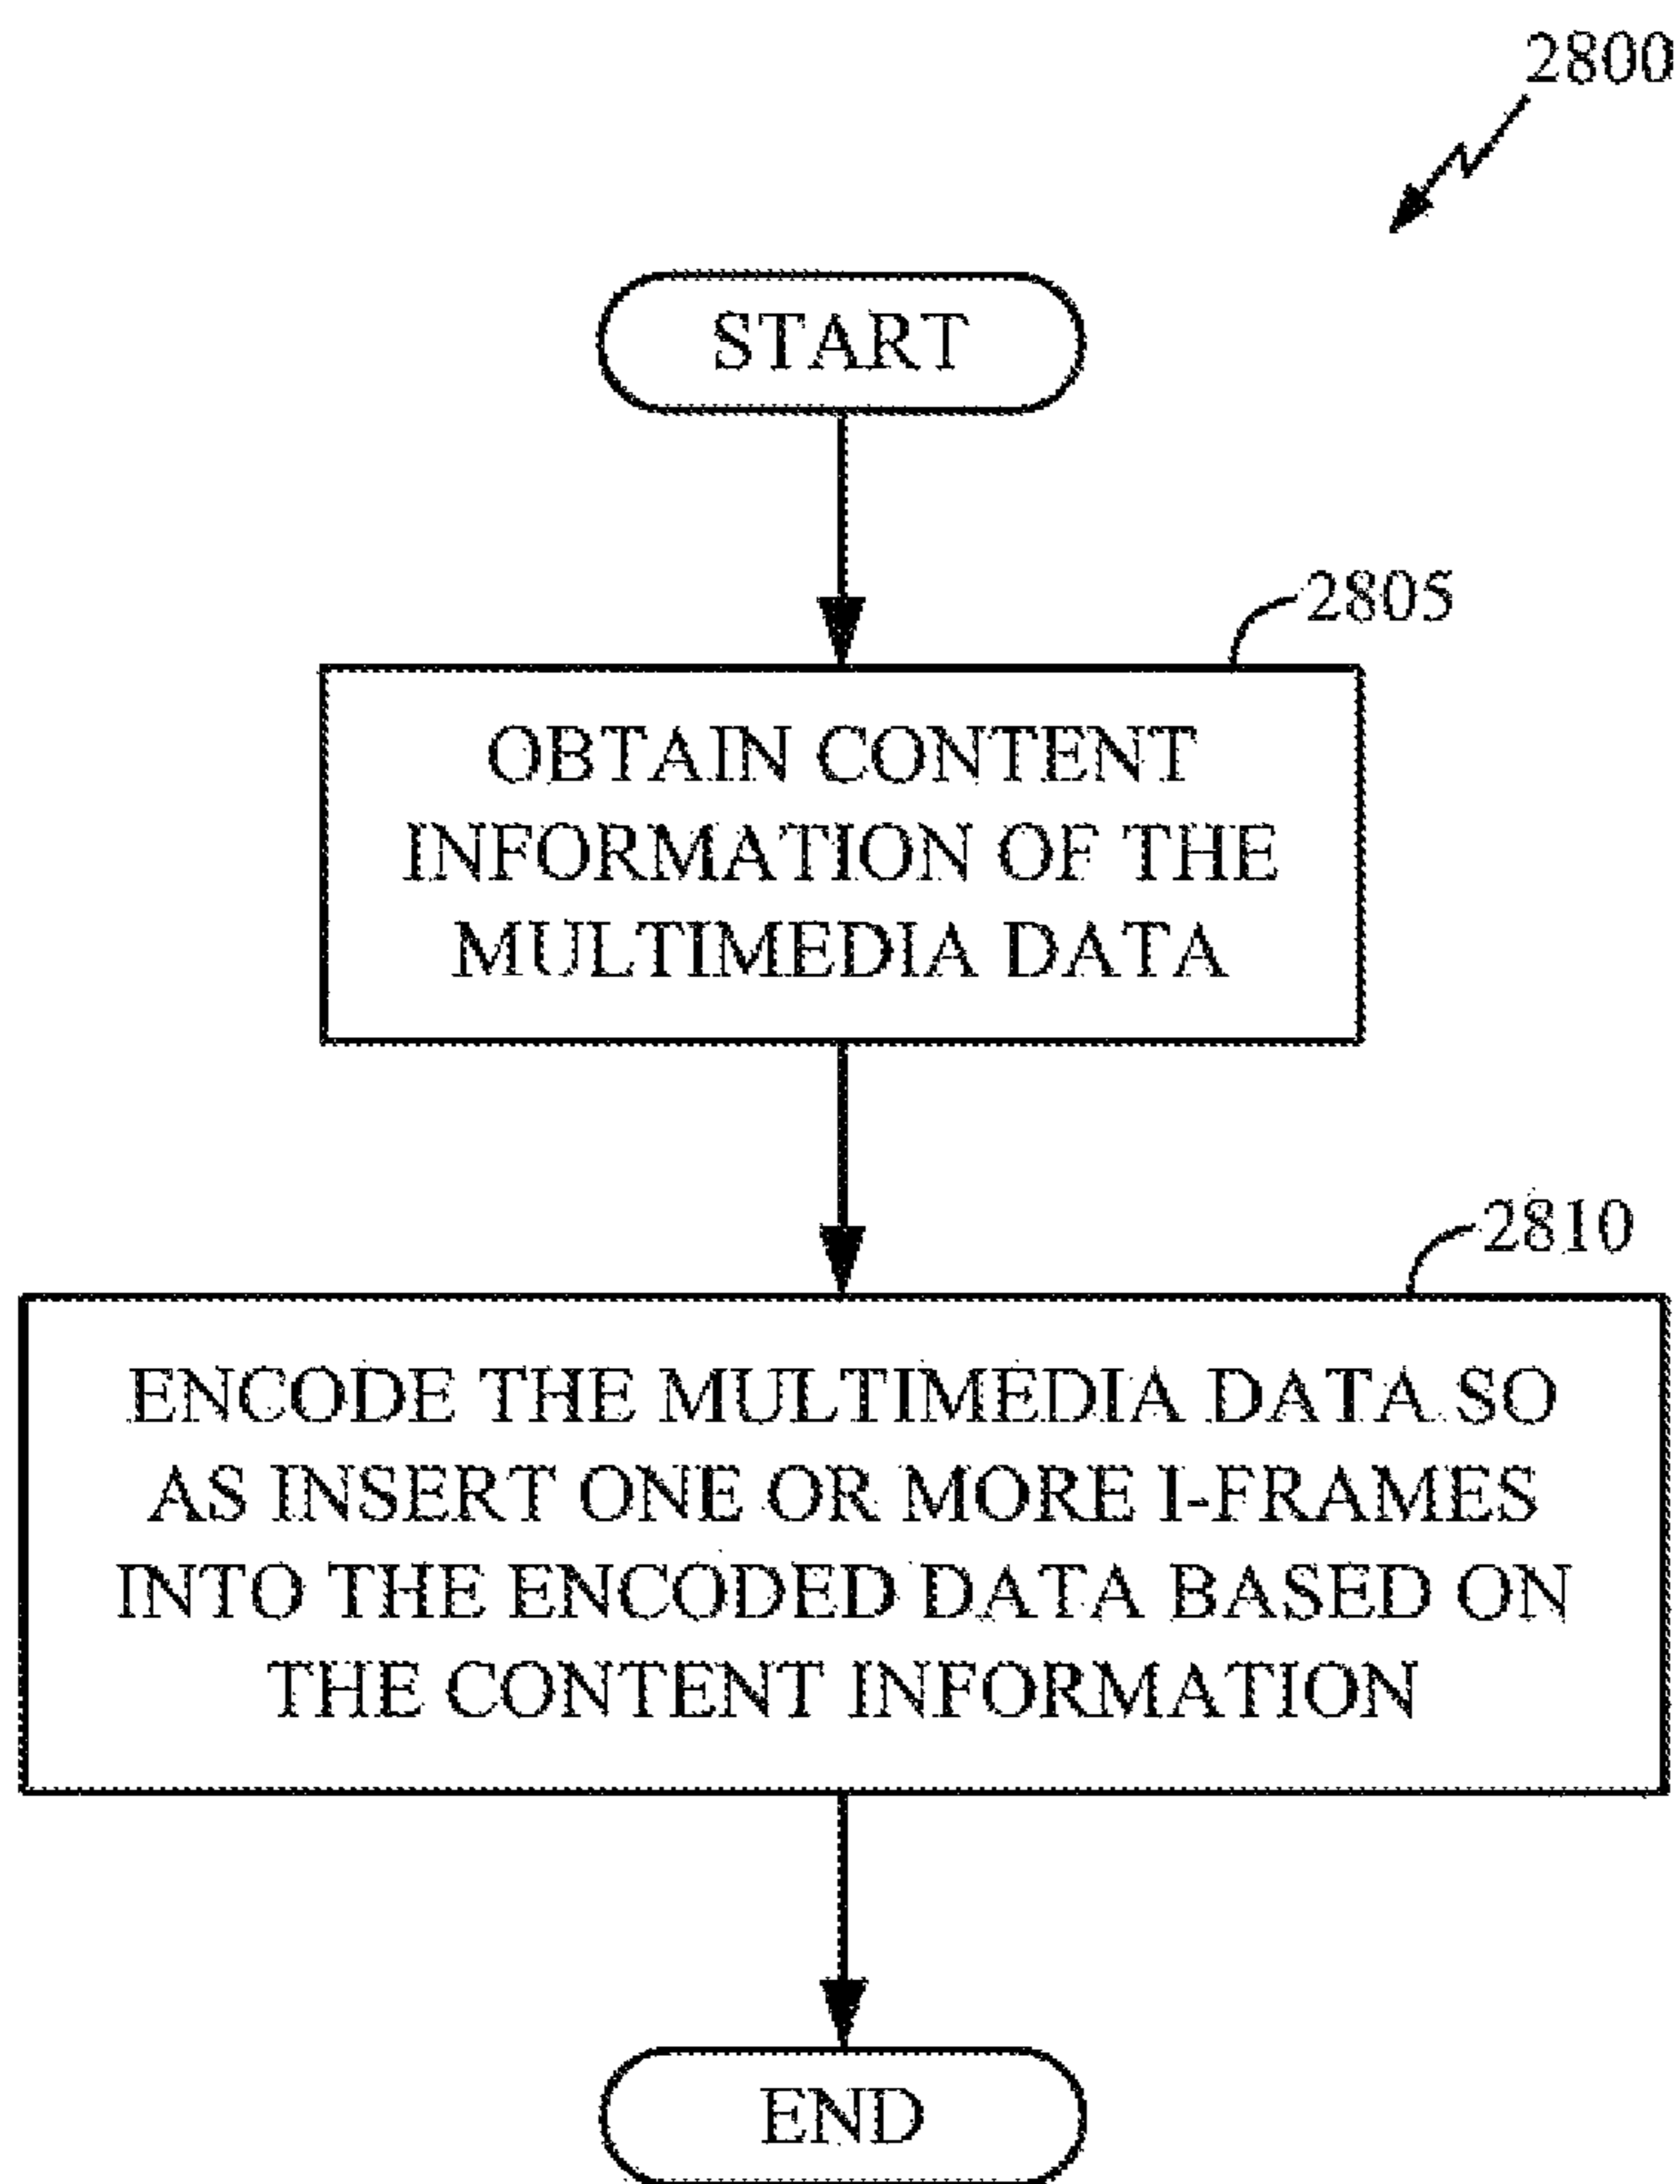 2800
START
2805
OBTAIN CONTENT
INFORMATION OF THE
MULTIMEDIA DATA
2810
ENCODE THE MULTIMEDIA DATA SO
AS INSERT ONE OR MORE I-FRAMES
INTO THE ENCODED DATA BASED ON
THE CONTENT INFORMATION
END